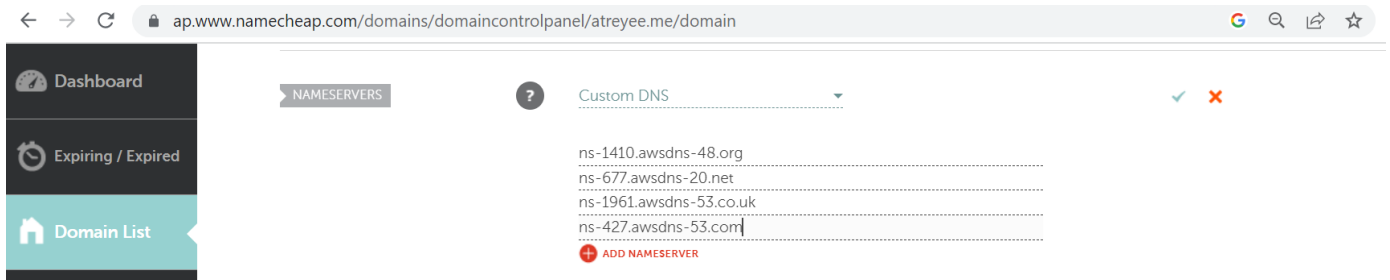 ap.www.namecheap.com/domains/domaincontrolpanel/atreyee.me/domain
G
Dashboard
NAMESERVERS
?
Custom DNS
Expiring / Expired
ns-1410.awsdns-48.org
ns-677.awsdns-20.net
ns-1961.awsdns-53.co.uk
Domain List
ns-427.awsdns-53.com
ADD NAMESERVER